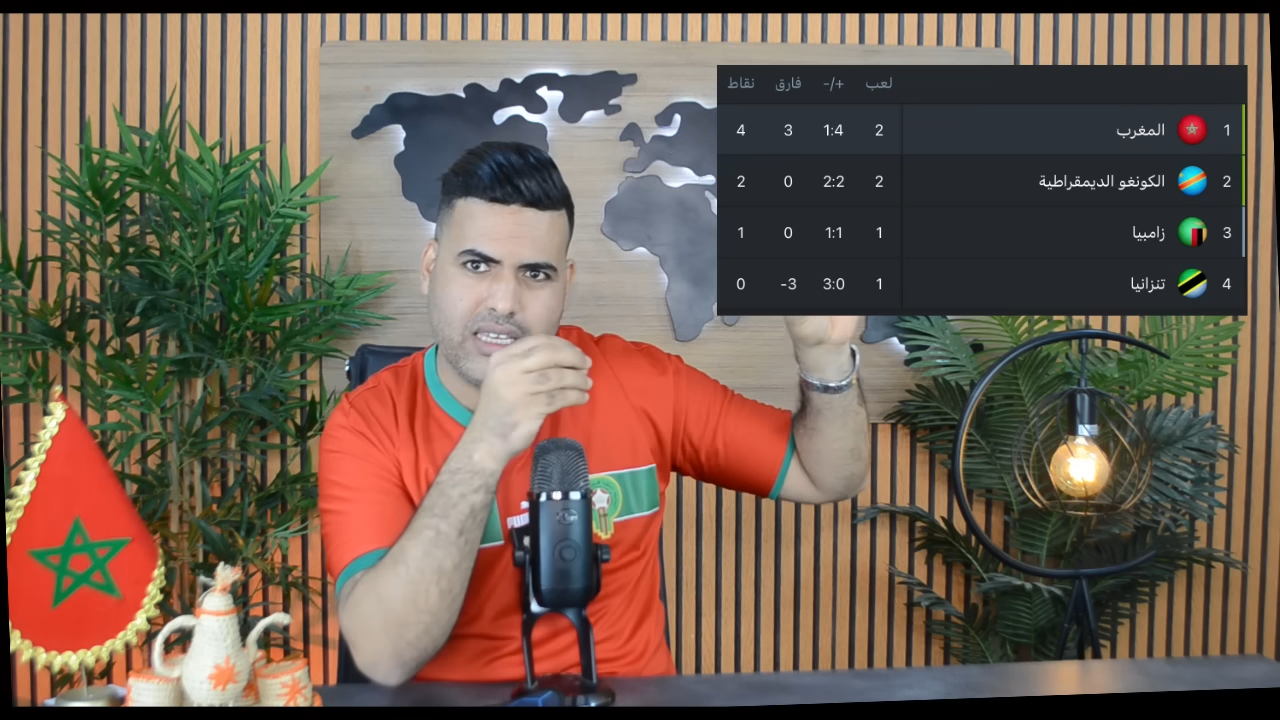 لعب +/- فارق نقاط
1 المغرب 2 1:4 3 4
2 الكونغو الديمقراطية 2 2:2 0 2
3 زامبيا 1 1:1 0 1
4 تنزانيا 1 3:0 -3 0